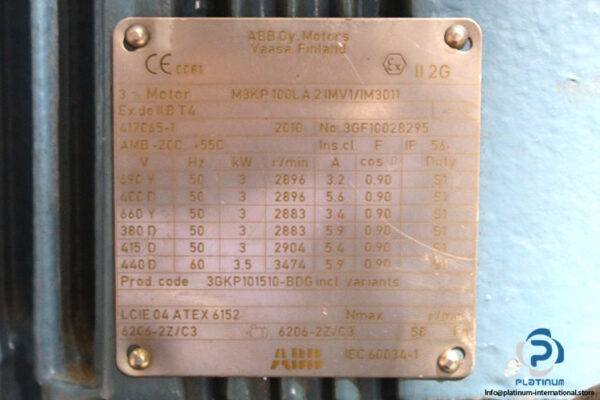 ABB Oy, Motors
Vaasa, Finland
CE 0081 Ex II 2G
3~ Motor M3KP 100LA 2 IMV1/IM3011
Ex de IIB T4
417C65-1 2010 No. 3GF10028295
AMB -20C +55C Ins.cl. F IP 56
V Hz kW r/min A cos Duty
690 Y 50 3 2896 3.2 0.90 S1
400 D 50 3 2896 5.6 0.90 S1
660 Y 50 3 2883 3.4 0.90 S1
380 D 50 3 2883 5.9 0.90 S1
415 D 50 3 2904 5.4 0.90 S1
440 D 60 3.5 3474 5.9 0.90 S1
Prod. code 3GKP101510-BDG incl. variants
LCIE 04 ATEX 6152 Nmax r/min
6206-2Z/C3 6206-2Z/C3
ABB IEC 60034-1
PLATINUM
INTERNATIONAL
Info@platinum-international.store